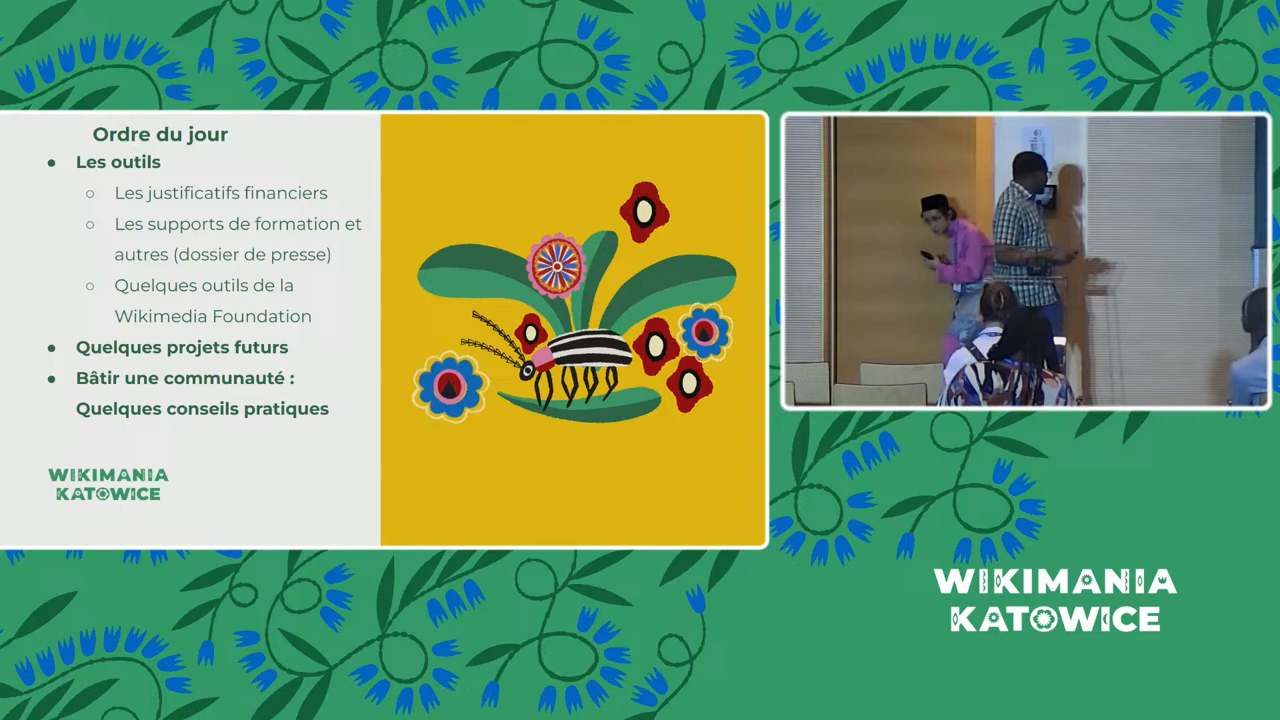 Ordre du jour
● Les outils
○ Les justificatifs financiers
○ Les supports de formation et
autres (dossier de presse)
○ Quelques outils de la
Wikimedia Foundation
● Quelques projets futurs
● Bâtir une communauté :
Quelques conseils pratiques
WIKIMANIA
KATOWICE
WIKIMANIA
KATOWICE